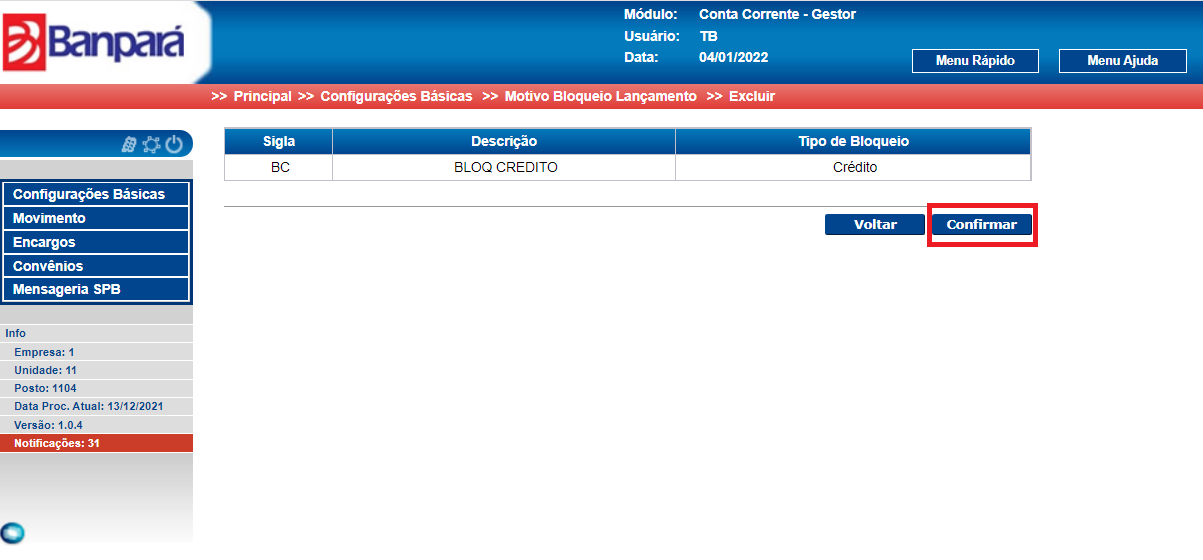 Banpará
Módulo: Conta Corrente - Gestor
Usuário: TB
Data: 04/01/2022
Menu Rápido Menu Ajuda
>> Principal >> Configurações Básicas >> Motivo Bloqueio Lançamento >> Excluir
Configurações Básicas
Movimento
Encargos
Convênios
Mensageria SPB
Info
Empresa: 1
Unidade: 11
Posto: 1104
Data Proc. Atual: 13/12/2021
Versão: 1.0.4
Notificações: 31
Sigla Descrição Tipo de Bloqueio
BC BLOQ CREDITO Crédito
Voltar Confirmar